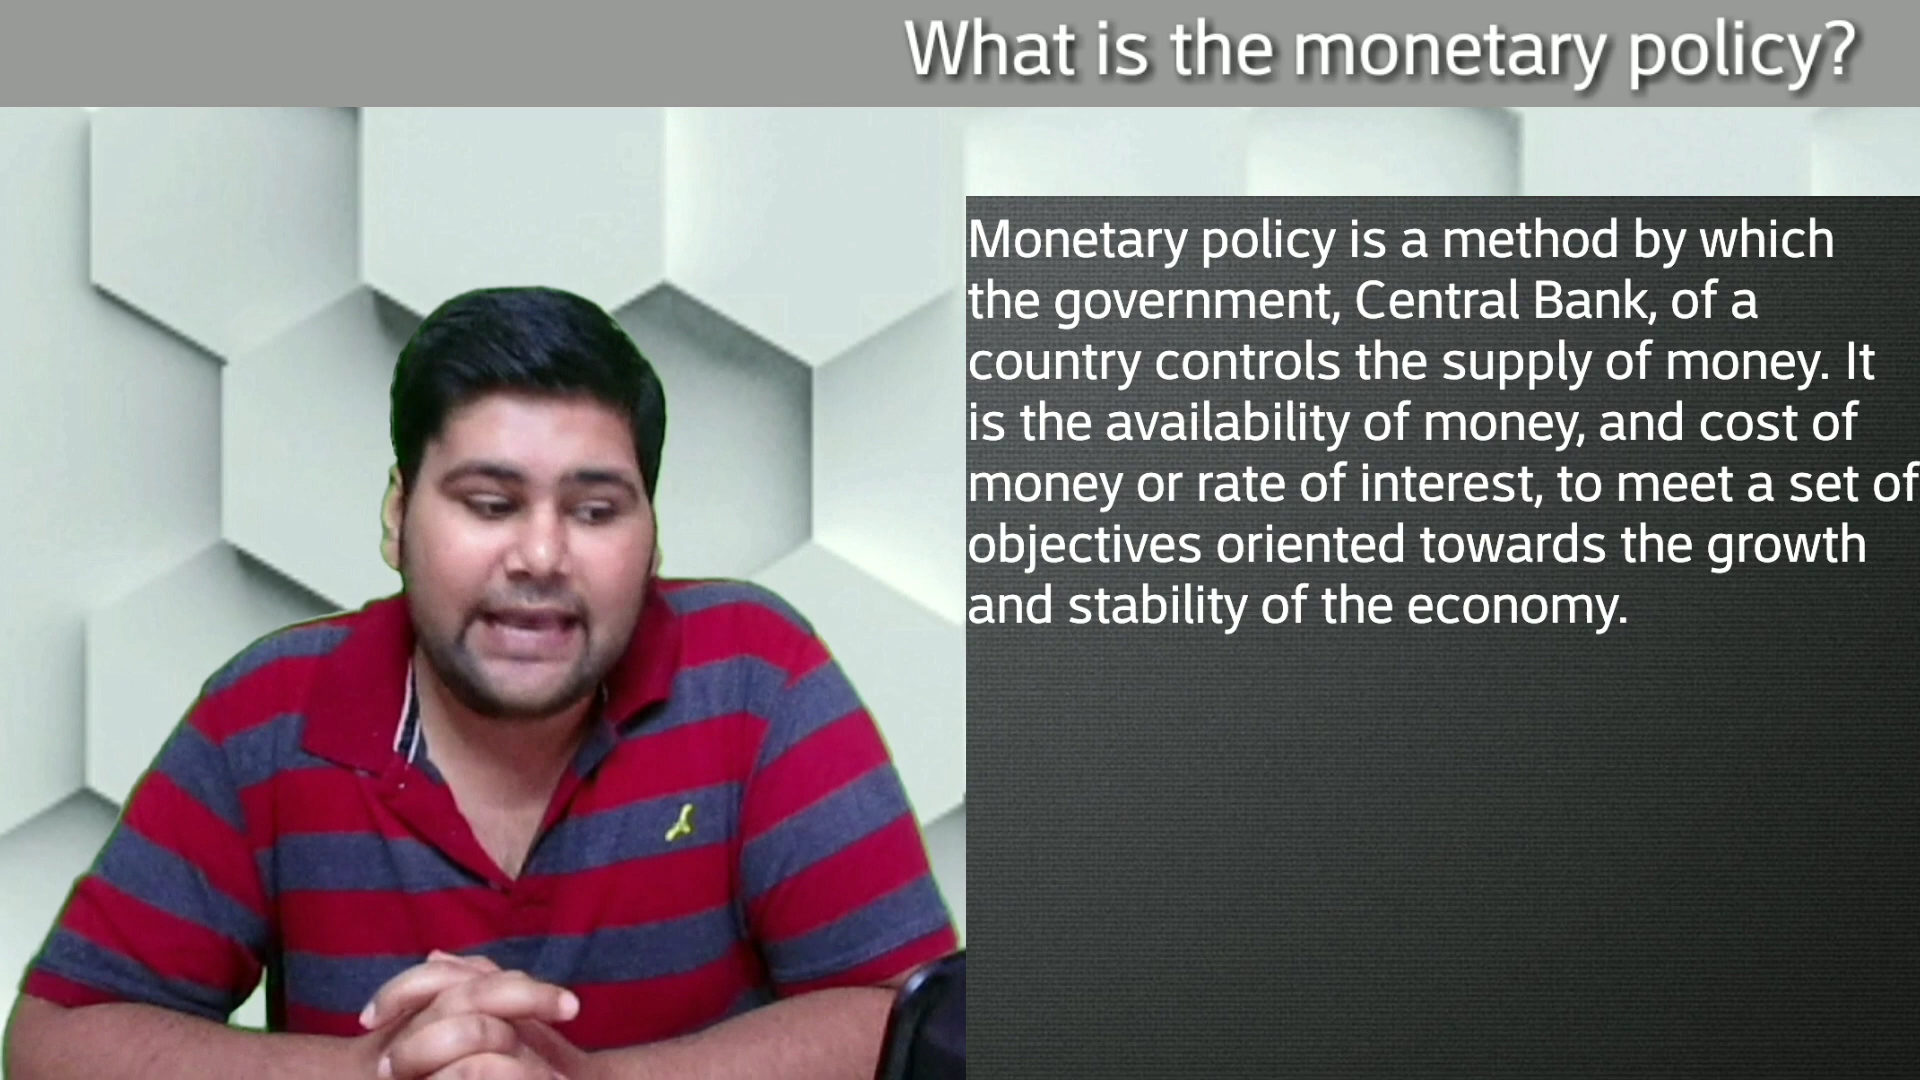 What is the monetary policy?
Monetary policy is a method by which
the government, Central Bank, of a
country controls the supply of money. It
is the availability of money, and cost of
money or rate of interest, to meet a set of
objectives oriented towards the growth
and stability of the economy.